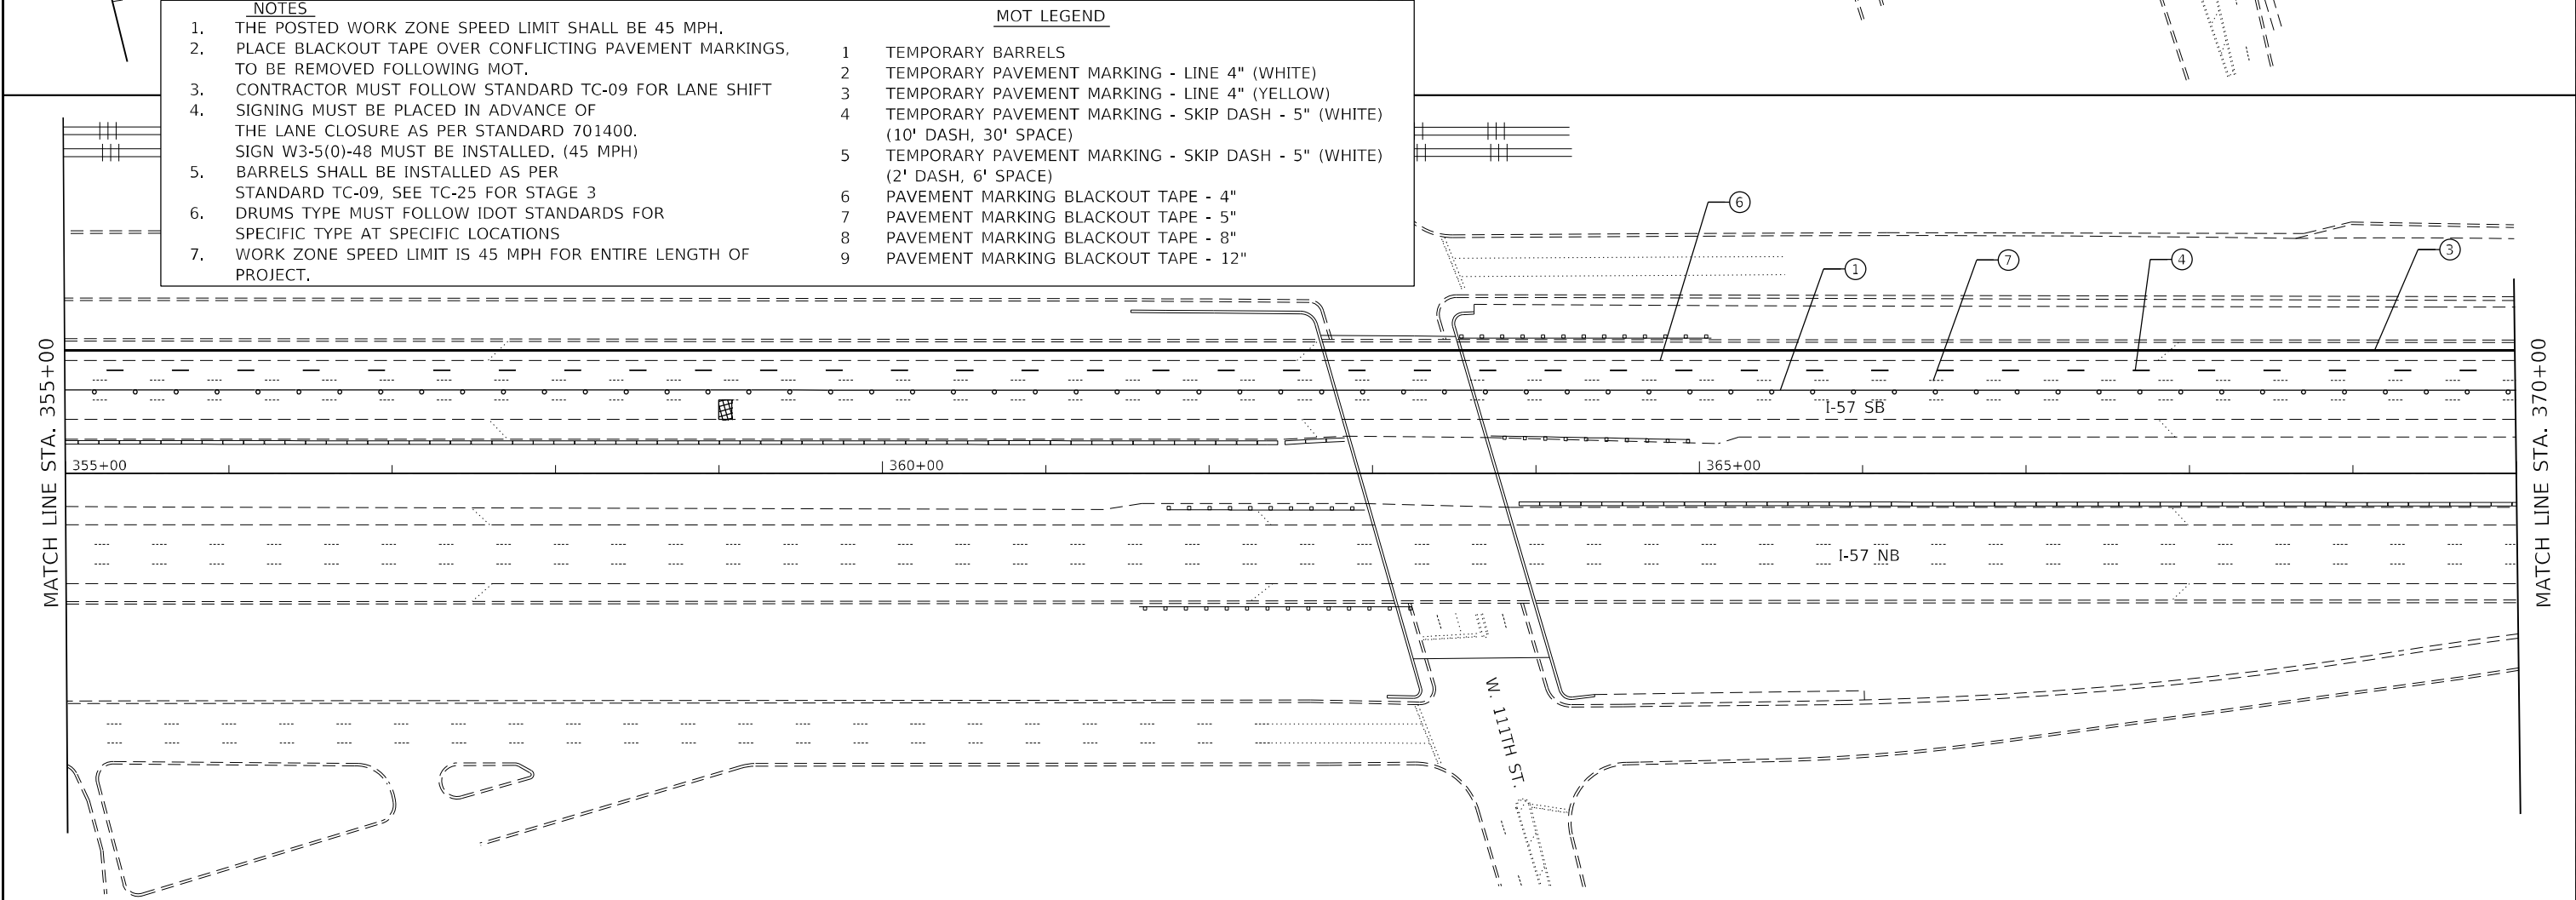 NOTES
1. THE POSTED WORK ZONE SPEED LIMIT SHALL BE 45 MPH.
2. PLACE BLACKOUT TAPE OVER CONFLICTING PAVEMENT MARKINGS,
TO BE REMOVED FOLLOWING MOT.
3. CONTRACTOR MUST FOLLOW STANDARD TC-09 FOR LANE SHIFT
4. SIGNING MUST BE PLACED IN ADVANCE OF
THE LANE CLOSURE AS PER STANDARD 701400.
SIGN W3-5(0)-48 MUST BE INSTALLED. (45 MPH)
5. BARRELS SHALL BE INSTALLED AS PER
STANDARD TC-09, SEE TC-25 FOR STAGE 3
6. DRUMS TYPE MUST FOLLOW IDOT STANDARDS FOR
SPECIFIC TYPE AT SPECIFIC LOCATIONS
7. WORK ZONE SPEED LIMIT IS 45 MPH FOR ENTIRE LENGTH OF
PROJECT.
MOT LEGEND
1 TEMPORARY BARRELS
2 TEMPORARY PAVEMENT MARKING - LINE 4" (WHITE)
3 TEMPORARY PAVEMENT MARKING - LINE 4" (YELLOW)
4 TEMPORARY PAVEMENT MARKING - SKIP DASH - 5" (WHITE)
(10' DASH, 30' SPACE)
5 TEMPORARY PAVEMENT MARKING - SKIP DASH - 5" (WHITE)
(2' DASH, 6' SPACE)
6 PAVEMENT MARKING BLACKOUT TAPE - 4"
7 PAVEMENT MARKING BLACKOUT TAPE - 5"
8 PAVEMENT MARKING BLACKOUT TAPE - 8"
9 PAVEMENT MARKING BLACKOUT TAPE - 12"
6
1
7
4
3
MATCH LINE STA. 355+00
I-57 SB
355+00
360+00
365+00
I-57 NB
W. 111TH ST.
MATCH LINE STA. 370+00